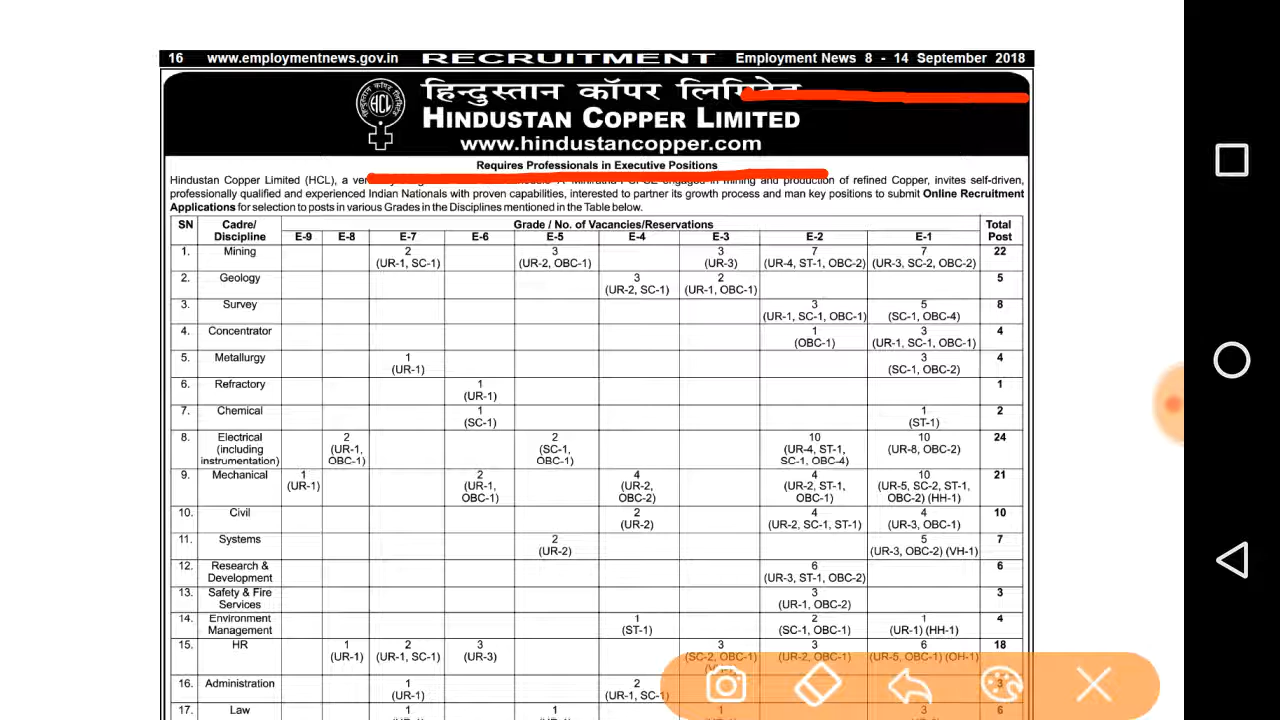 16 www.employmentnews.gov.in RECRUITMENT Employment News 8 - 14 September 2018
हिन्दुस्तान कॉपर लिमिटेड
HCL
HINDUSTAN COPPER LIMITED
www.hindustancopper.com
Requires Professionals in Executive Positions
Hindustan Copper Limited (HCL), a engaged in mining and production of refined Copper, invites self-driven,
professionally qualified and experienced Indian Nationals with proven capabilities, interested to partner its growth process and man key positions to submit Online Recruitment
Applications for selection to posts in various Grades in the Disciplines mentioned in the Table below.
SN Cadre/ Discipline Grade / No. of Vacancies/Reservations Total Post
E-9 E-8 E-7 E-6 E-5 E-4 E-3 E-2 E-1
1. Mining 2 (UR-1, SC-1) 3 (UR-2, OBC-1) 3 (UR-3) 7 (UR-4, ST-1, OBC-2) 7 (UR-3, SC-2, OBC-2) 22
2. Geology 3 (UR-2, SC-1) 2 (UR-1, OBC-1) 5
3. Survey 3 (UR-1, SC-1, OBC-1) 5 (SC-1, OBC-4) 8
4. Concentrator 1 (OBC-1) 3 (UR-1, SC-1, OBC-1) 4
5. Metallurgy 1 (UR-1) 3 (SC-1, OBC-2) 4
6. Refractory 1 (UR-1) 1
7. Chemical 1 (SC-1) 1 (ST-1) 2
8. Electrical (including instrumentation) 2 (UR-1, OBC-1) 2 (SC-1, OBC-1) 10 (UR-4, ST-1, SC-1, OBC-4) 10 (UR-8, OBC-2) 24
9. Mechanical 1 (UR-1) 2 (UR-1, OBC-1) 4 (UR-2, OBC-2) 4 (UR-2, ST-1, OBC-1) 10 (UR-5, SC-2, ST-1, OBC-2) (HH-1) 21
10. Civil 2 (UR-2) 4 (UR-2, SC-1, ST-1) 4 (UR-3, OBC-1) 10
11. Systems 2 (UR-2) 5 (UR-3, OBC-2) (VH-1) 7
12. Research & Development 6 (UR-3, ST-1, OBC-2) 6
13. Safety & Fire Services 3 (UR-1, OBC-2) 3
14. Environment Management 1 (ST-1) 2 (SC-1, OBC-1) 1 (UR-1) (HH-1) 4
15. HR 1 (UR-1) 2 (UR-1, SC-1) 3 (UR-3) 3 (SC-2, OBC-1) 3 (UR-2, OBC-1) 6 (UR-5, OBC-1) (OH-1) 18
16. Administration 1 (UR-1) 2 (UR-1, SC-1) 3
17. Law 1 1 1 3 6